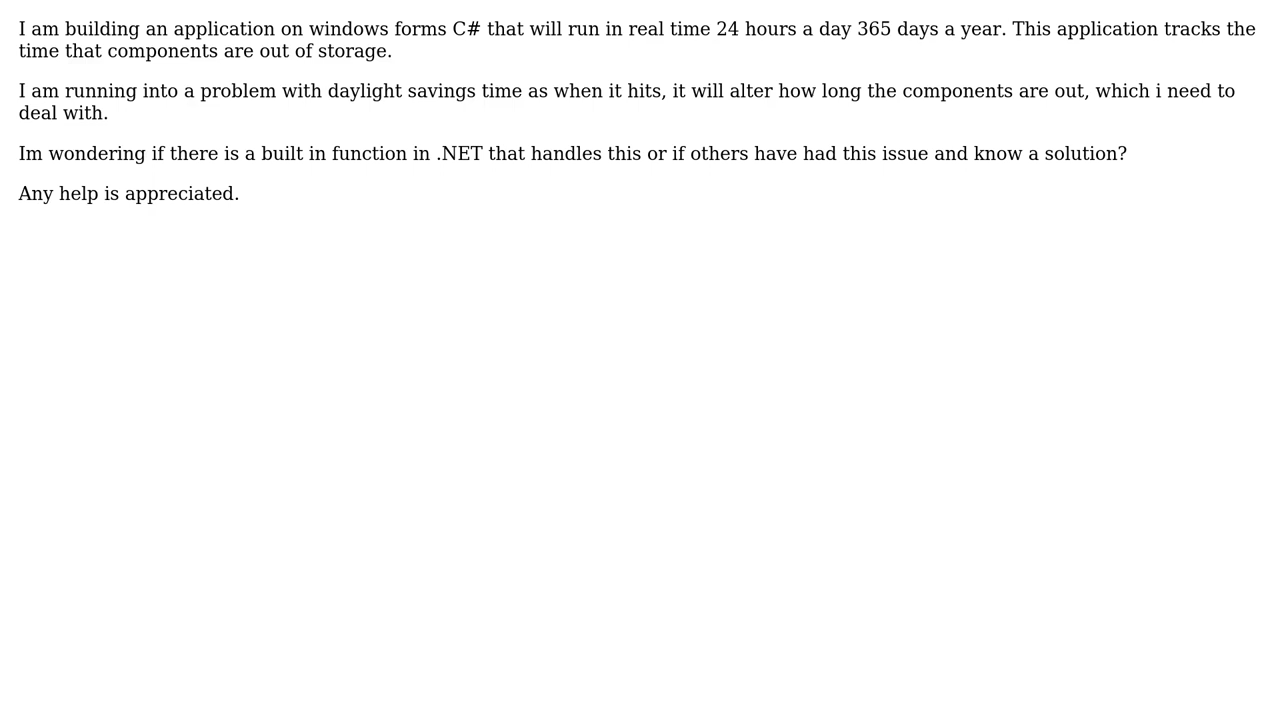 I am building an application on windows forms C# that will run in real time 24 hours a day 365 days a year. This application tracks the
time that components are out of storage.
I am running into a problem with daylight savings time as when it hits, it will alter how long the components are out, which i need to
deal with.
Im wondering if there is a built in function in .NET that handles this or if others have had this issue and know a solution?
Any help is appreciated.